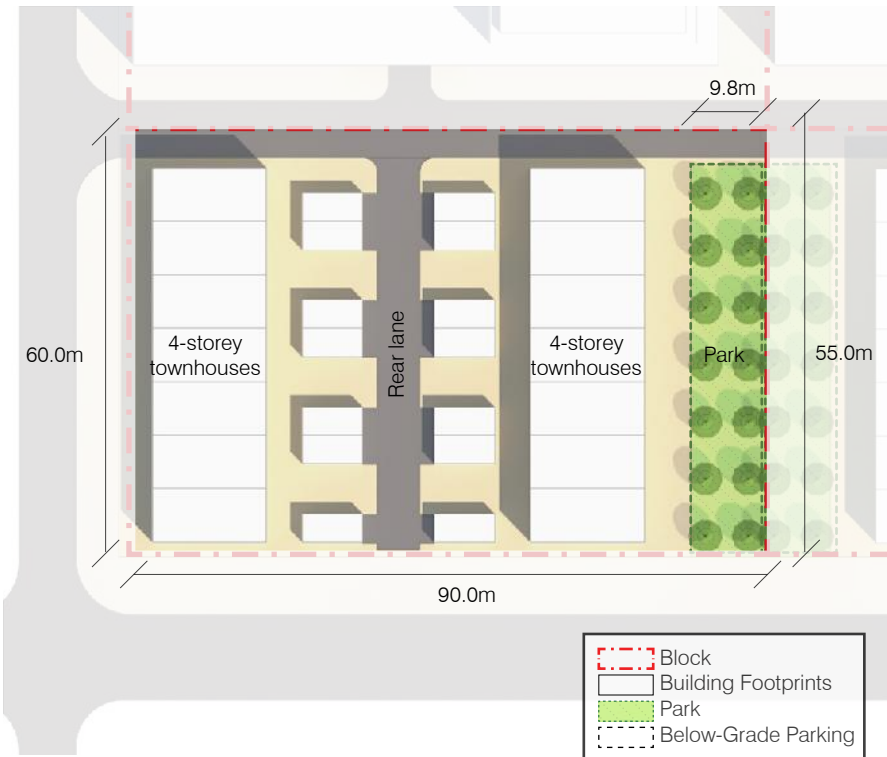 9.8m
60.0m
4-storey
townhouses
Rear lane
4-storey
townhouses
Park
55.0m
90.0m
Block
Building Footprints
Park
Below-Grade Parking